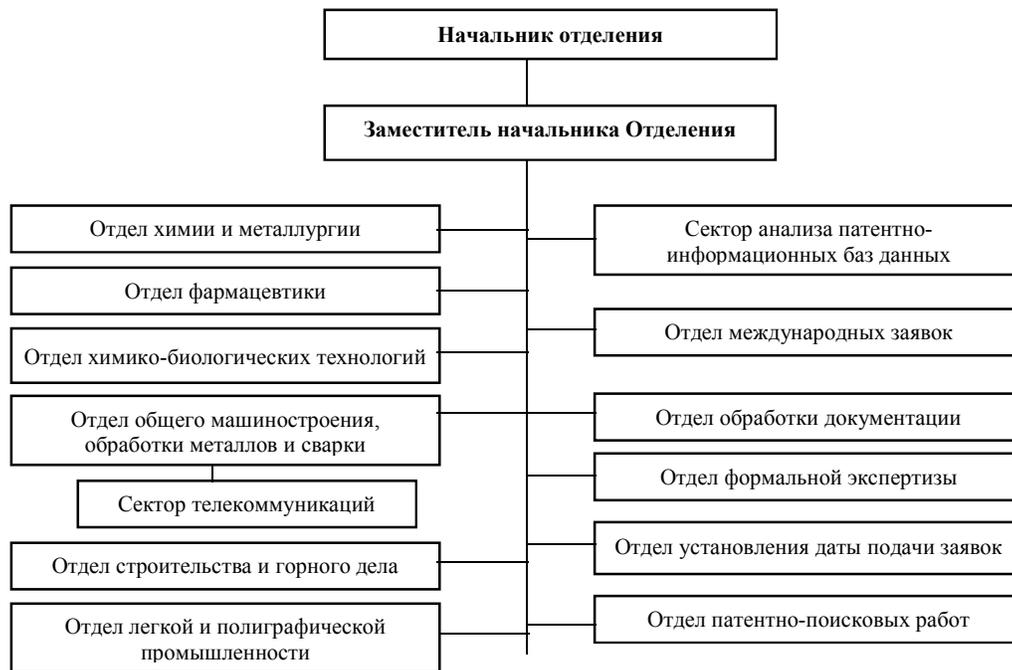 Начальник отделения
Заместитель начальника Отделения
Отдел химии и металлургии
Отдел фармацевтики
Отдел химико-биологических технологий
Отдел общего машиностроения,
обработки металлов и сварки
Сектор телекоммуникаций
Отдел строительства и горного дела
Отдел легкой и полиграфической
промышленности
Сектор анализа патентно-
информационных баз данных
Отдел международных заявок
Отдел обработки документации
Отдел формальной экспертизы
Отдел установления даты подачи заявок
Отдел патентно-поисковых работ